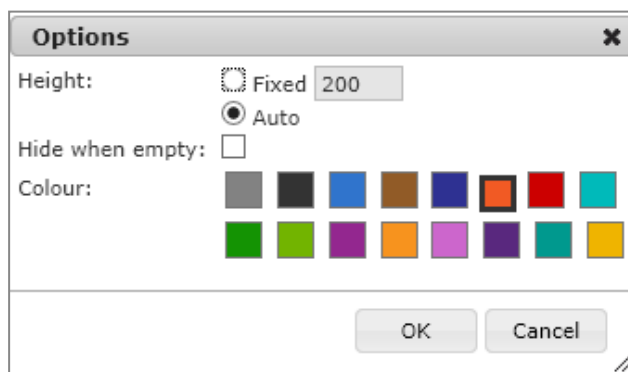 Options
Height: Fixed 200
Auto
Hide when empty:
Colour:
OK Cancel